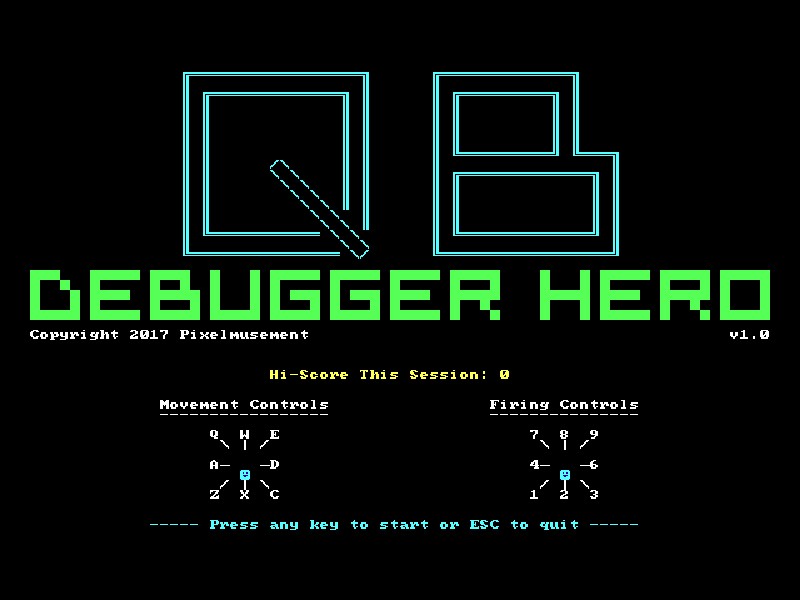 QB
DEBUGGER HERO
Copyright 2017 Pixelmusement v1.0
Hi-Score This Session: 0
Movement Controls Firing Controls
Q W E 7 8 9
A D 4 6
Z X C 1 2 3
----- Press any key to start or ESC to quit -----